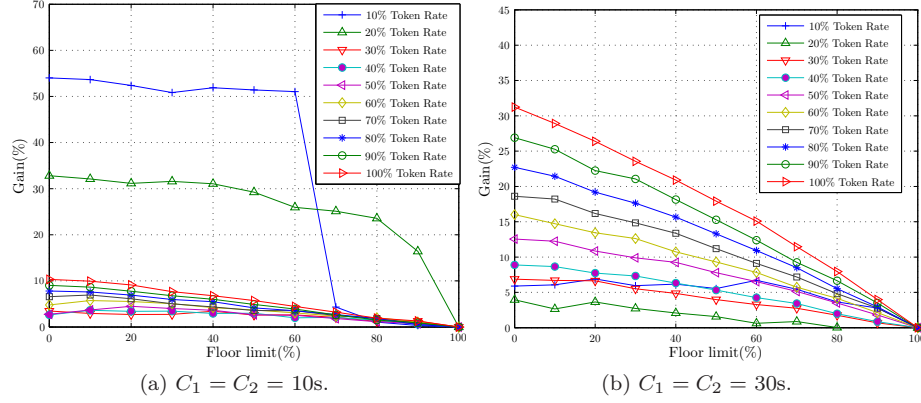 70
60
50
40
30
20
10
0
0
20
40
60
80
100
Gain(%)
Floor limit(%)
10% Token Rate
20% Token Rate
30% Token Rate
40% Token Rate
50% Token Rate
60% Token Rate
70% Token Rate
80% Token Rate
90% Token Rate
100% Token Rate
(a) C₁ = C₂ = 10s.
45
40
35
30
25
20
15
10
5
0
0
20
40
60
80
100
Gain(%)
Floor limit(%)
10% Token Rate
20% Token Rate
30% Token Rate
40% Token Rate
50% Token Rate
60% Token Rate
70% Token Rate
80% Token Rate
90% Token Rate
100% Token Rate
(b) C₁ = C₂ = 30s.